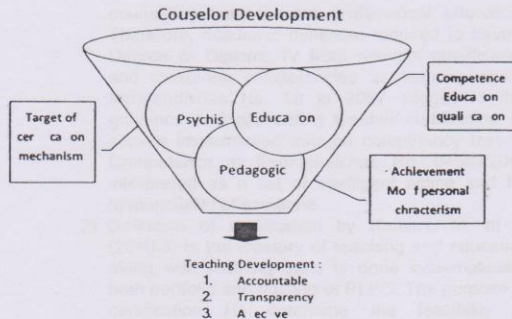 Counselor Development
Psychis
Educa on
Pedagogic
Target of
cer ca on
mechanism
Competence
Educa on
quali ca on
Achievement
Mo f personal
chracterism
Teaching Development :
1. Accountable
2. Transparency
3. A ec ve